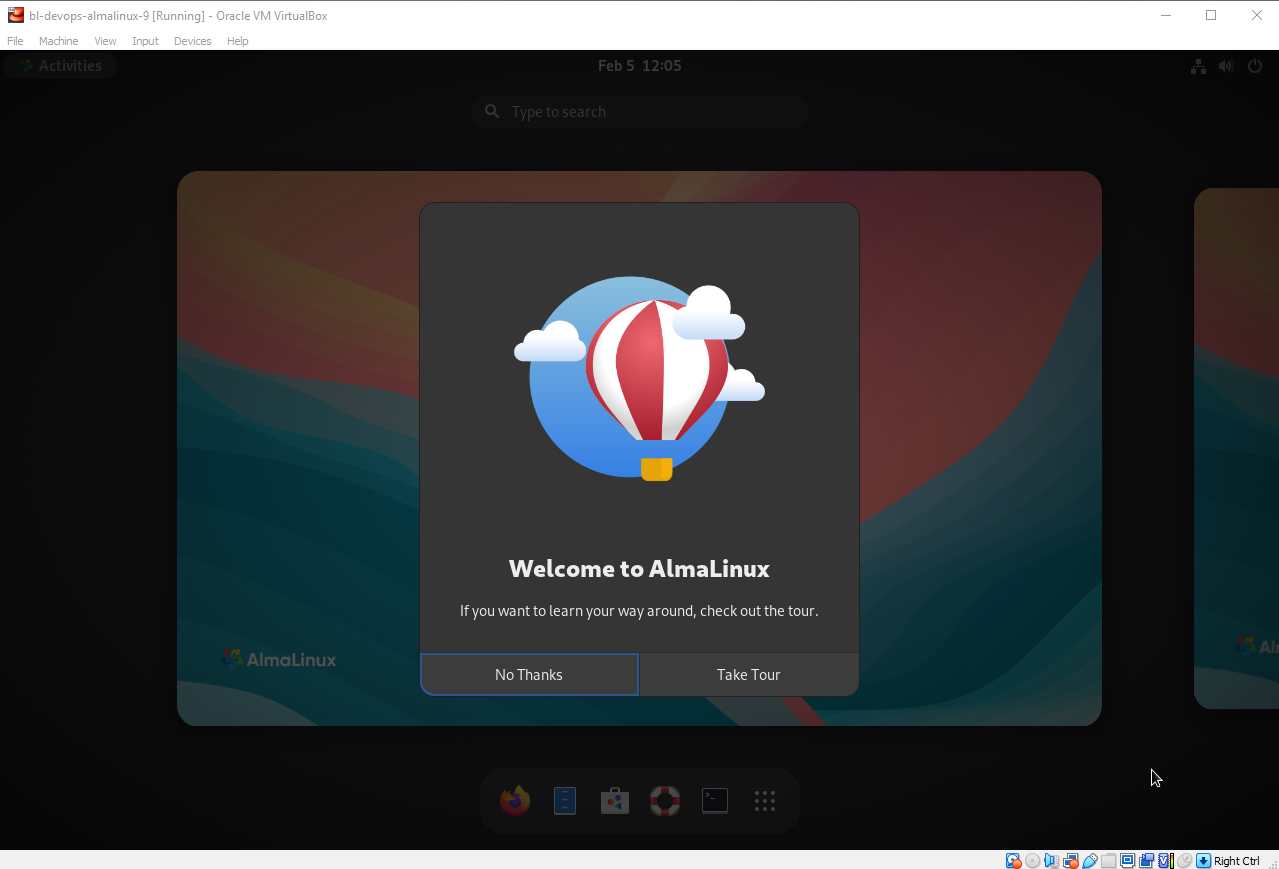 bl-devops-almalinux-9 [Running] - Oracle VM VirtualBox
File Machine View Input Devices Help
Activities
Feb 5 12:05
Type to search
Welcome to AlmaLinux
If you want to learn your way around, check out the tour.
AlmaLinux
Al
No Thanks
Take Tour
>_
Right Ctrl